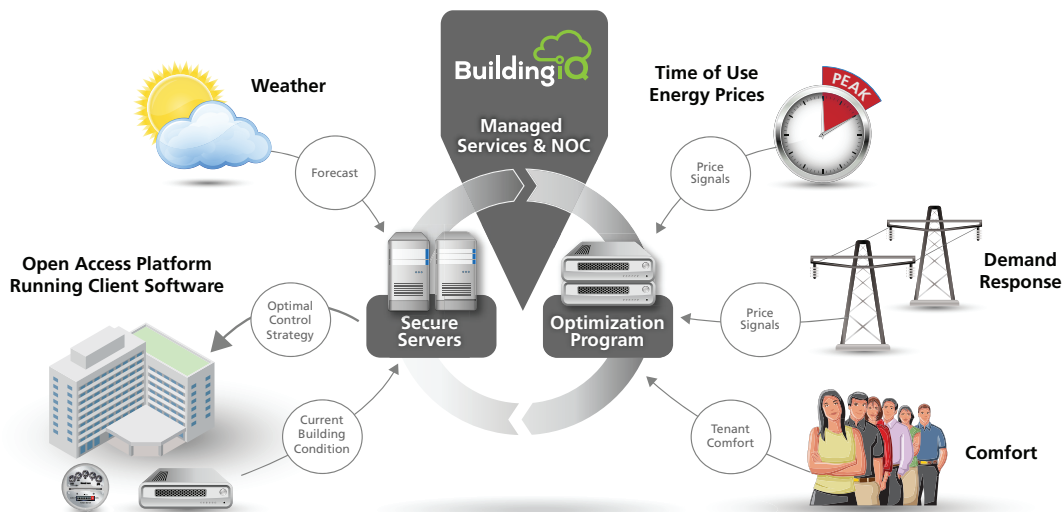 BuildingIQ
Managed
Services & NOC
Weather
Forecast
Time of Use
Energy Prices
PEAK
Price
Signals
Open Access Platform
Running Client Software
Optimal
Control
Strategy
Secure
Servers
Optimization
Program
Price
Signals
Demand
Response
Current
Building
Condition
Tenant
Comfort
Comfort